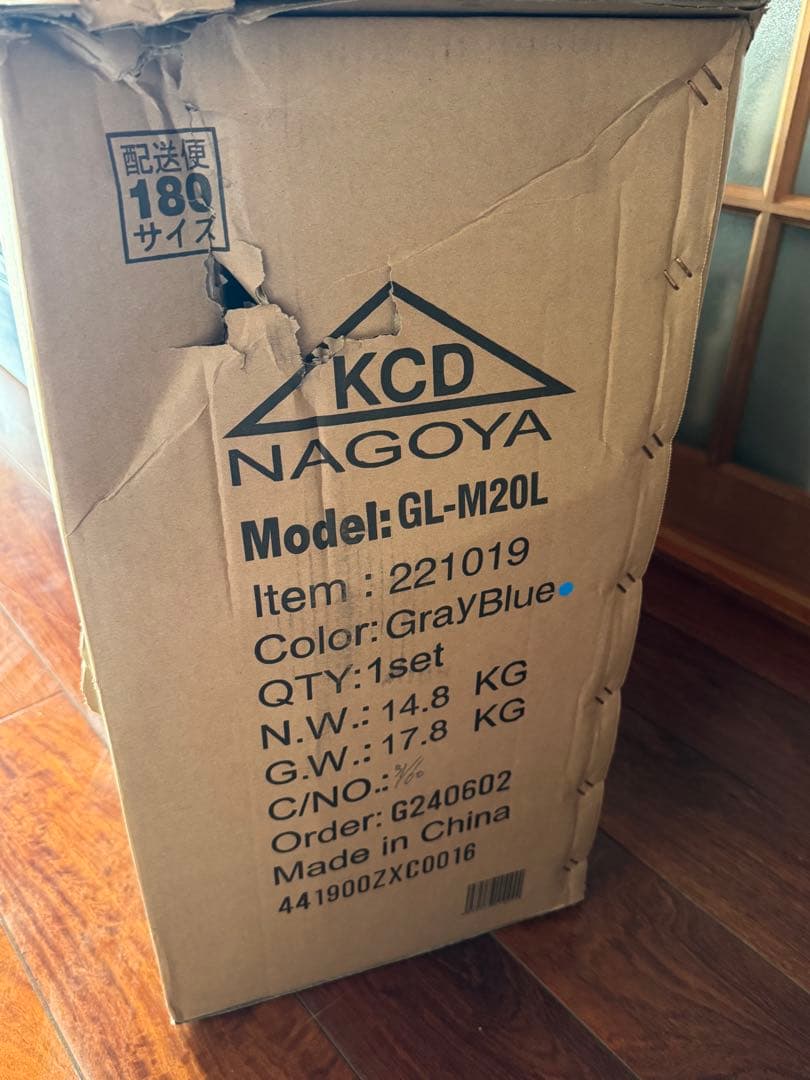 配送便
180
サイズ
KCD
NAGOYA
Model: GL-M20L
Item : 221019
Color: GrayBlue
QTY: 1set
N.W.: 14.8 KG
G.W.: 17.8 KG
C/NO.:
Order: G240602
Made in China
441900ZXC0016